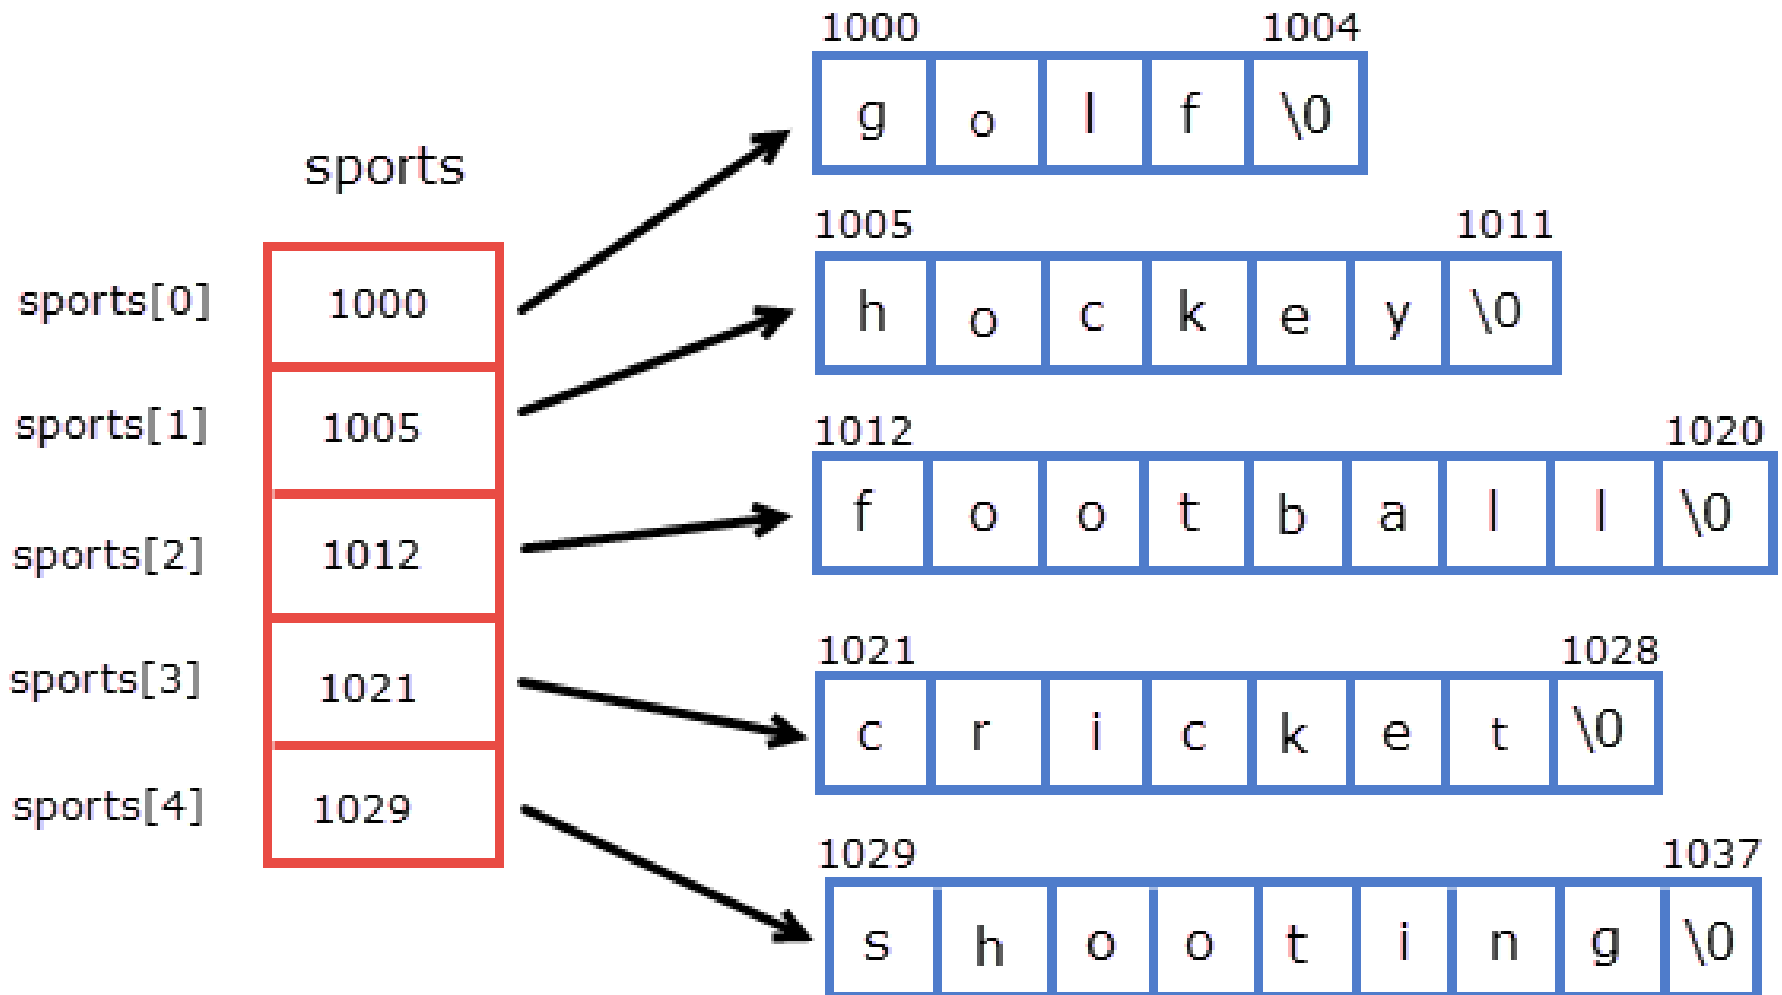 1000 1004
g o l f \0
sports
1005 1011
sports[0] 1000
h o c k e y \0
sports[1] 1005
1012 1020
f o o t b a l l \0
sports[2] 1012
1021 1028
sports[3] 1021
c r i c k e t \0
sports[4] 1029
1029 1037
s h o o t i n g \0